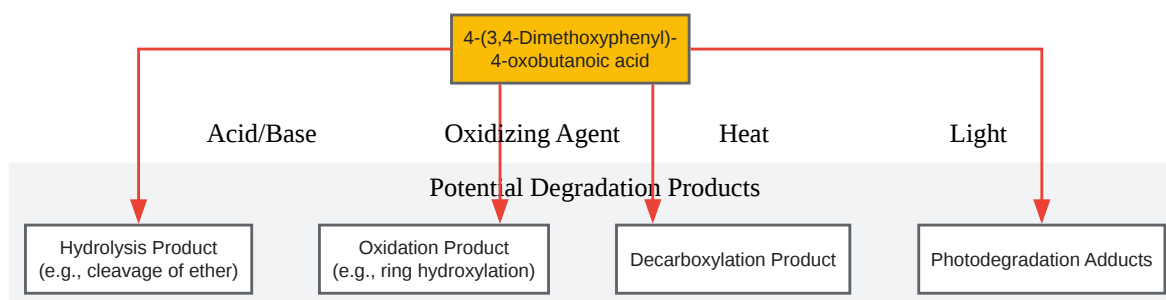 4-(3,4-Dimethoxyphenyl)-
4-oxobutanoic acid
Acid/Base
Oxidizing Agent
Heat
Light
Potential Degradation Products
Hydrolysis Product
(e.g., cleavage of ether)
Oxidation Product
(e.g., ring hydroxylation)
Decarboxylation Product
Photodegradation Adducts